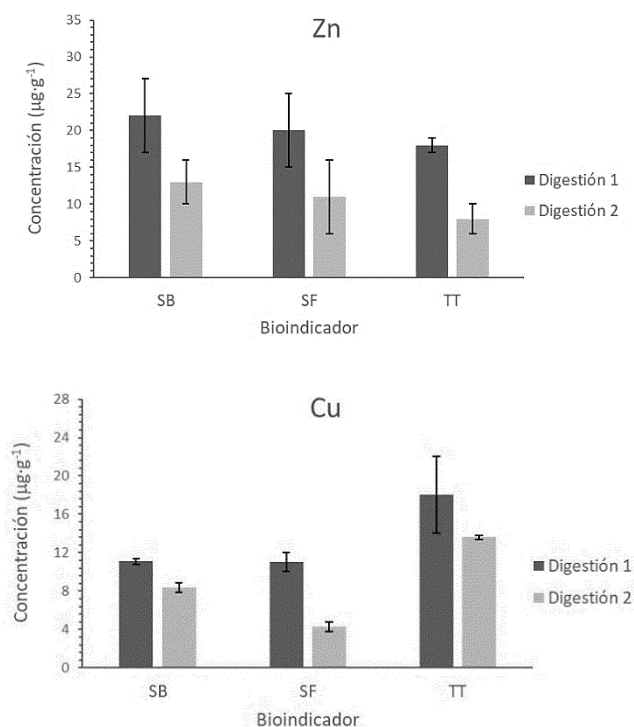 Zn
Concentración (µg·g⁻¹)
35
30
25
20
15
10
5
0
SB SF TT
Bioindicador
Digestión 1
Digestión 2
Cu
Concentración (µg·g⁻¹)
28
24
20
16
12
8
4
0
SB SF TT
Bioindicador
Digestión 1
Digestión 2